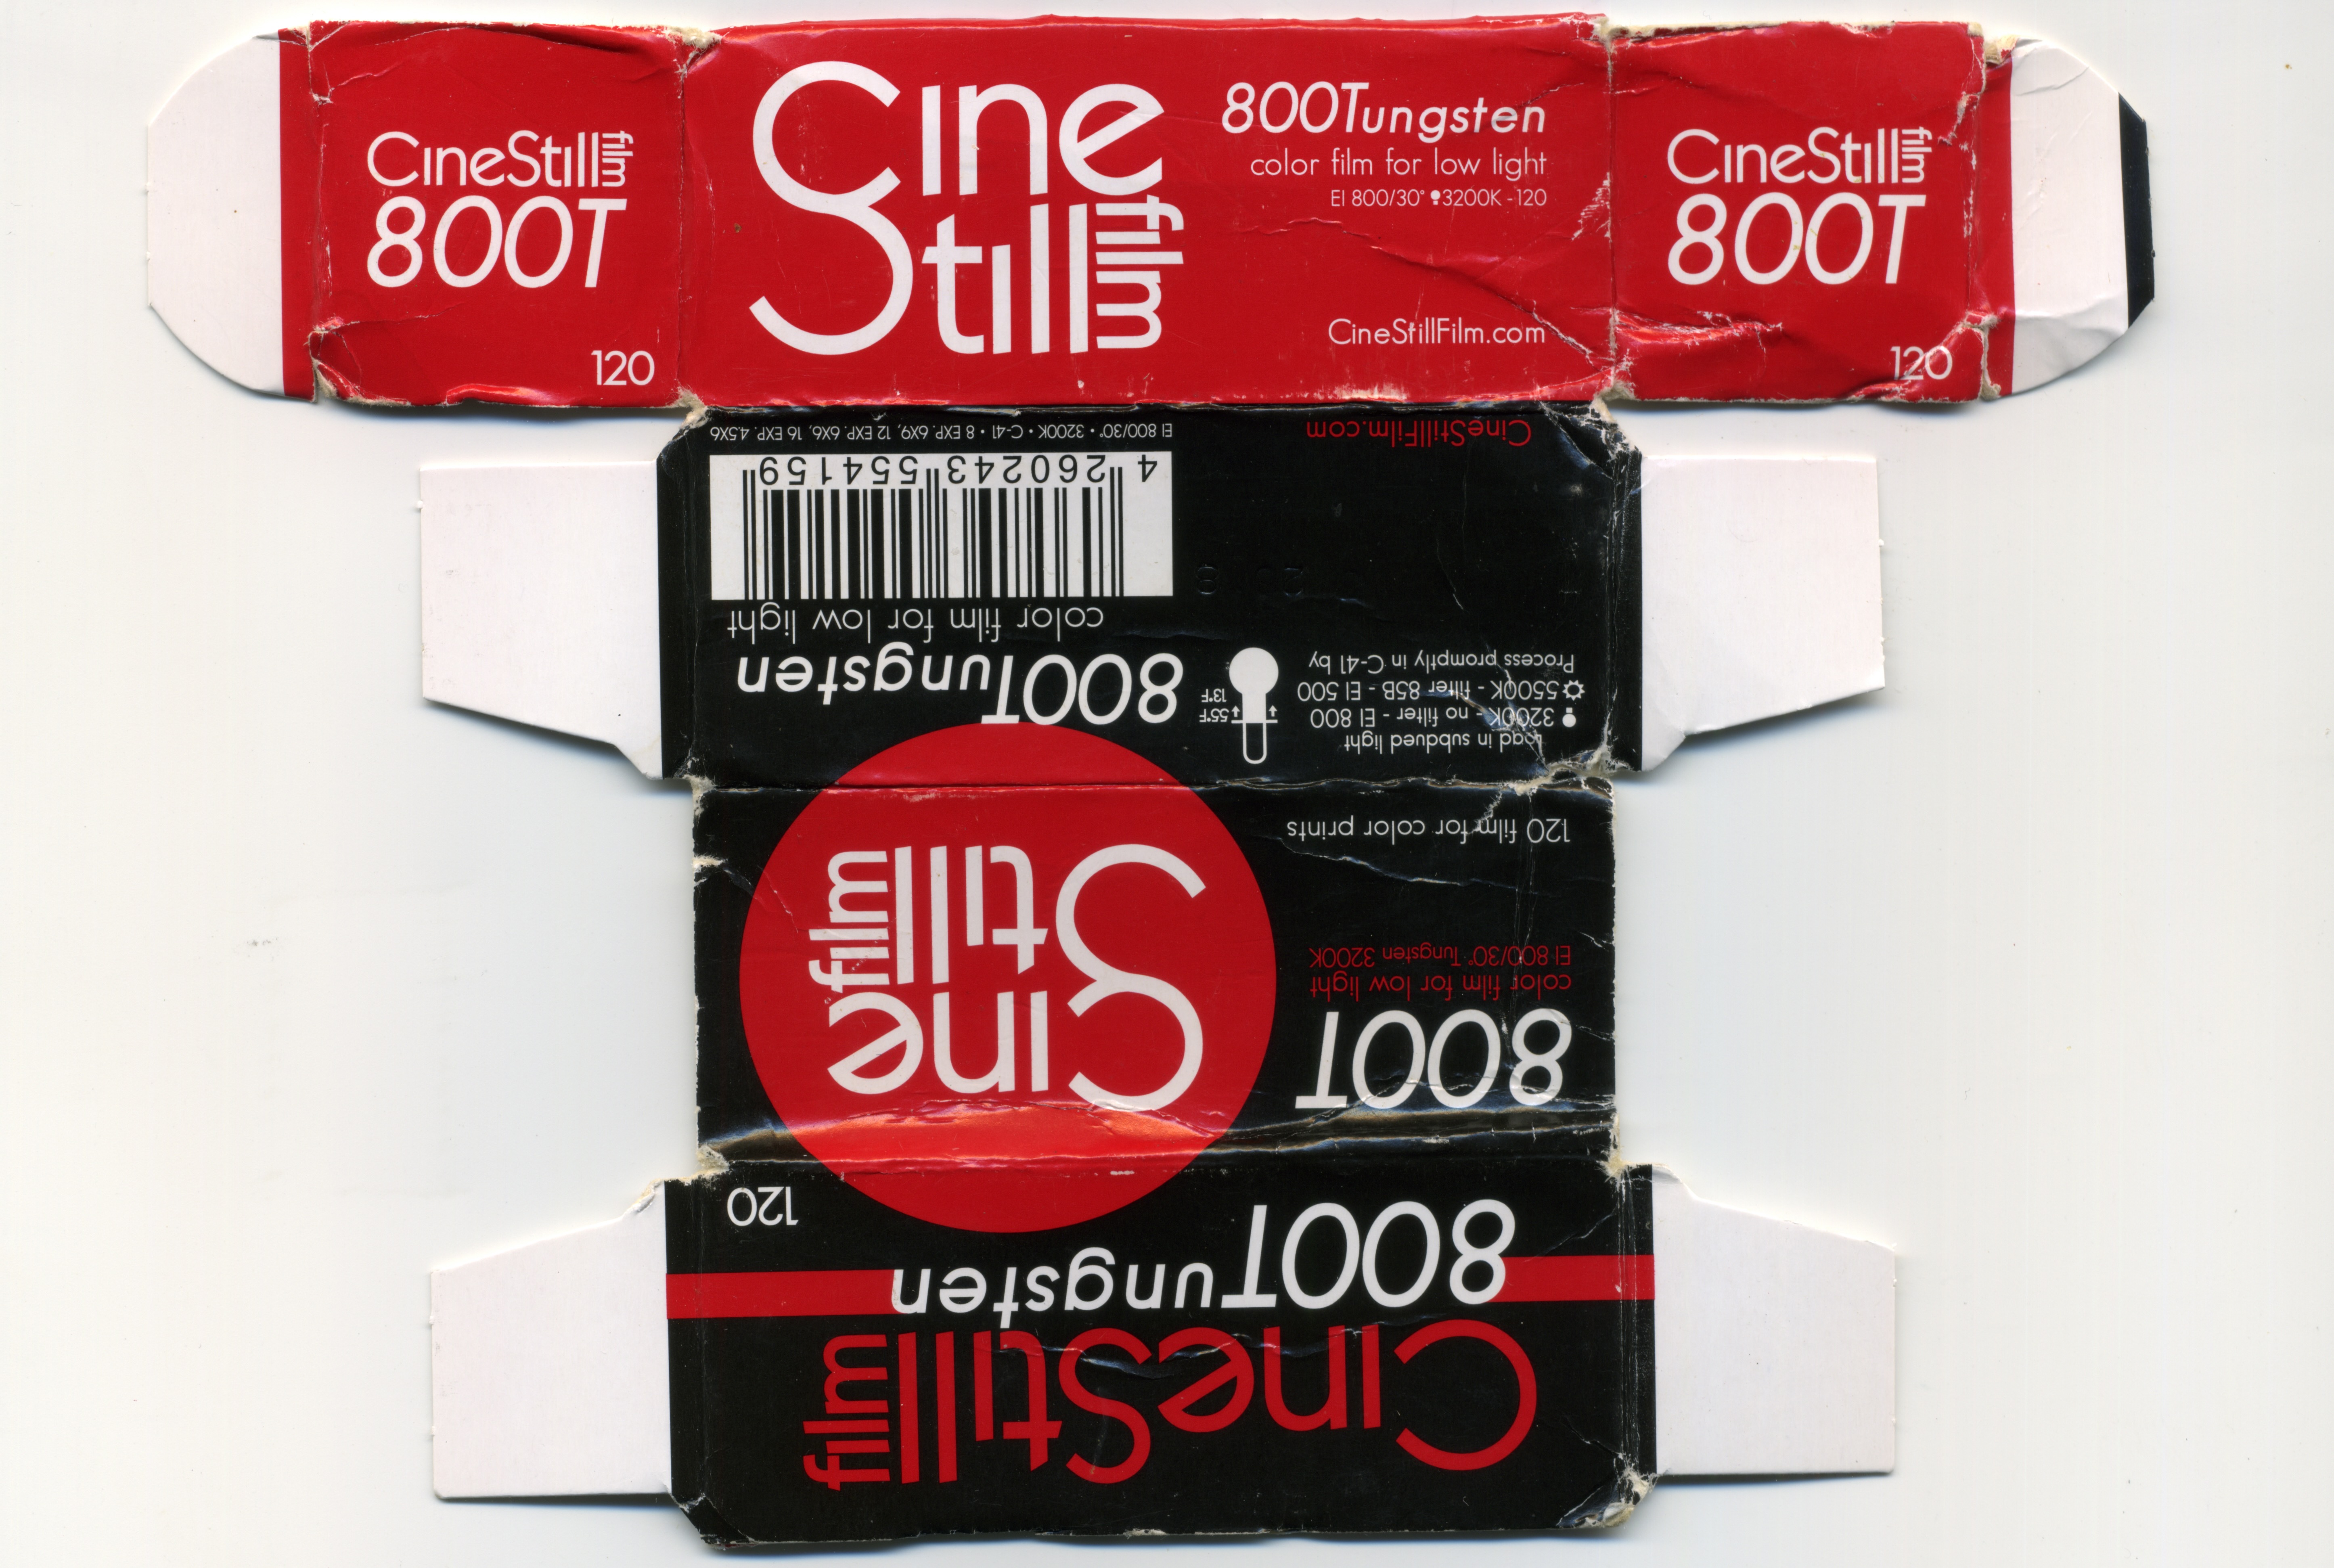 CineStill film
800T
120
Cine
Still film
800Tungsten
color film for low light
EI 800/30° 3200K - 120
CineStillFilm.com
CineStill film
800T
120
800Tungsten
color film for low light
4 260243 554159
EI 800/30° • 3200K • C-41 • 8 EXP. 6X9, 12 EXP. 6X6, 16 EXP. 4.5X6
55°F
13°F
Load in subdued light
3200K - no filter - EI 800
5500K - filter 85B - EI 500
Process promptly in C-41 by
CineStillFilm.com
Cine
Still film
800T
color film for low light
EI 800/30° Tungsten 3200K
120 film for color prints
CineStill film
800Tungsten
120